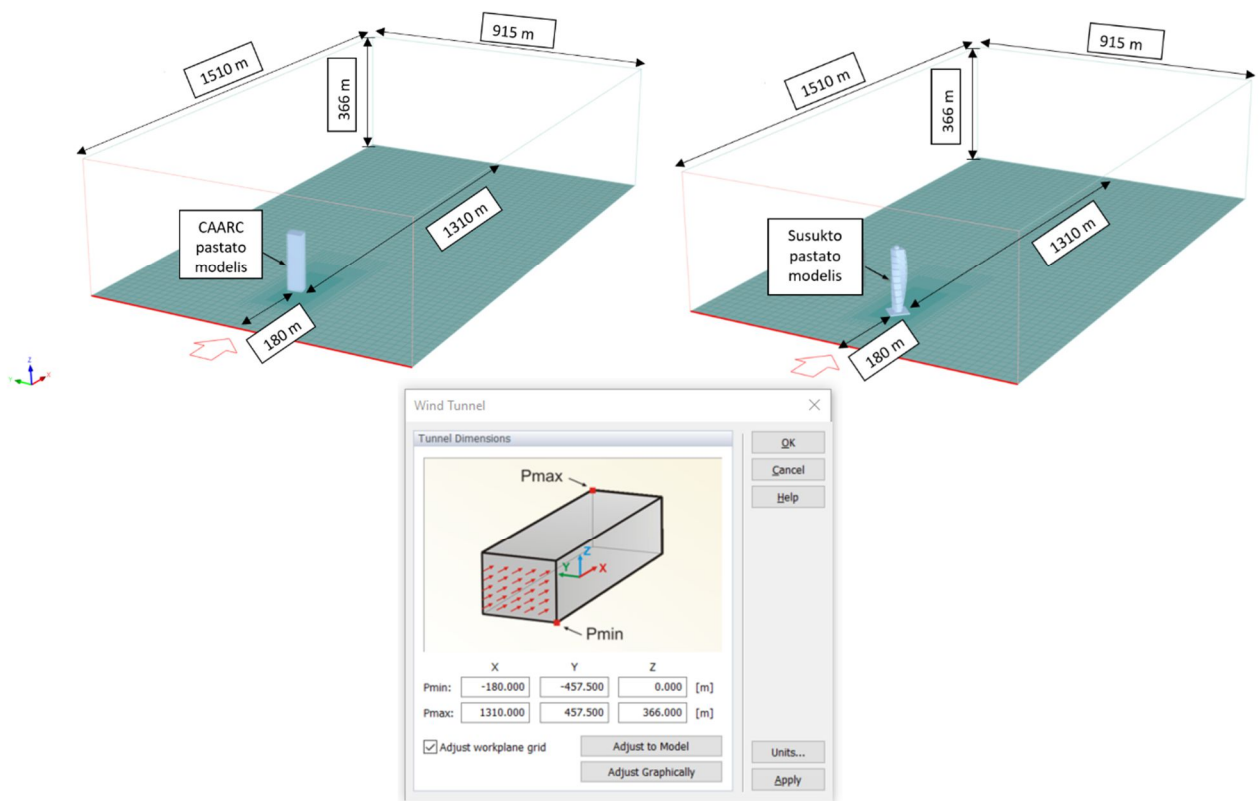 915 m
1510 m
366 m
1310 m
CAARC
pastato
modelis
180 m
Z
Y
X
915 m
1510 m
366 m
1310 m
Susukto
pastato
modelis
180 m
Wind Tunnel
Tunnel Dimensions
OK
Cancel
Help
Pmax
Z
Y
X
Pmin
X Y Z
Pmin: -180.000 -457.500 0.000 [m]
Pmax: 1310.000 457.500 366.000 [m]
Adjust workplane grid
Adjust to Model
Adjust Graphically
Units...
Apply